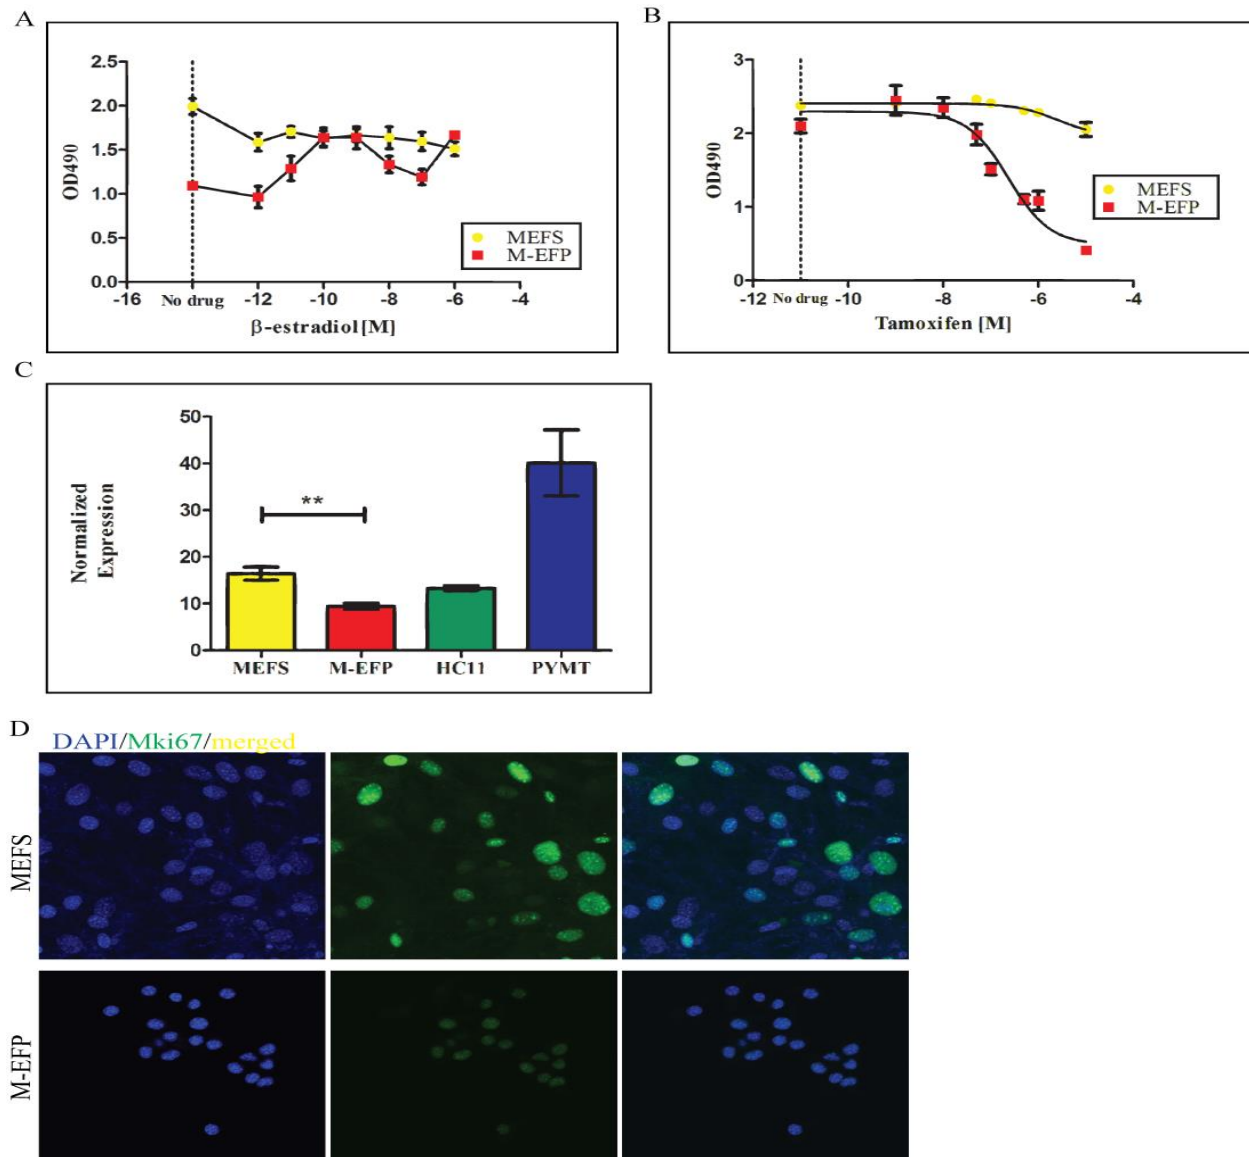 A
2.5
2.0
1.5
1.0
0.5
0.0
OD490
-16
No drug
-12
-10
-8
-6
-4
β-estradiol[M]
MEFS
M-EFP
B
3
2
1
0
OD490
-12
No drug
-10
-8
-6
-4
Tamoxifen [M]
MEFS
M-EFP
C
50
40
30
20
10
0
Normalized
Expression
**
MEFS
M-EFP
HC11
PYMT
D
DAPI/Mki67/merged
MEFS
M-EFP